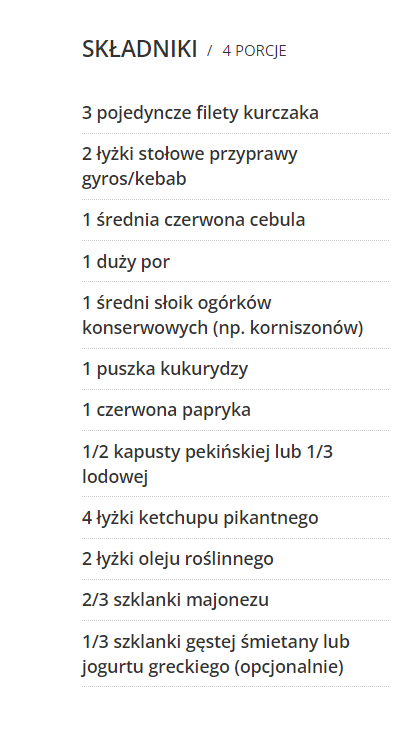 SKŁADNIKI / 4 PORCJE
3 pojedyncze filety kurczaka
2 łyżki stołowe przyprawy
gyros/kebab
1 średnia czerwona cebula
1 duży por
1 średni słoik ogórków
konserwowych (np. korniszonów)
1 puszka kukurydzy
1 czerwona papryka
1/2 kapusty pekińskiej lub 1/3
lodowej
4 łyżki ketchupu pikantnego
2 łyżki oleju roślinnego
2/3 szklanki majonezu
1/3 szklanki gęstej śmietany lub
jogurtu greckiego (opcjonalnie)